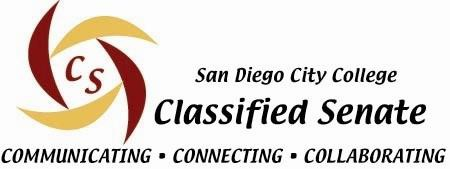 CS
San Diego City College
Classified Senate
COMMUNICATING • CONNECTING • COLLABORATING